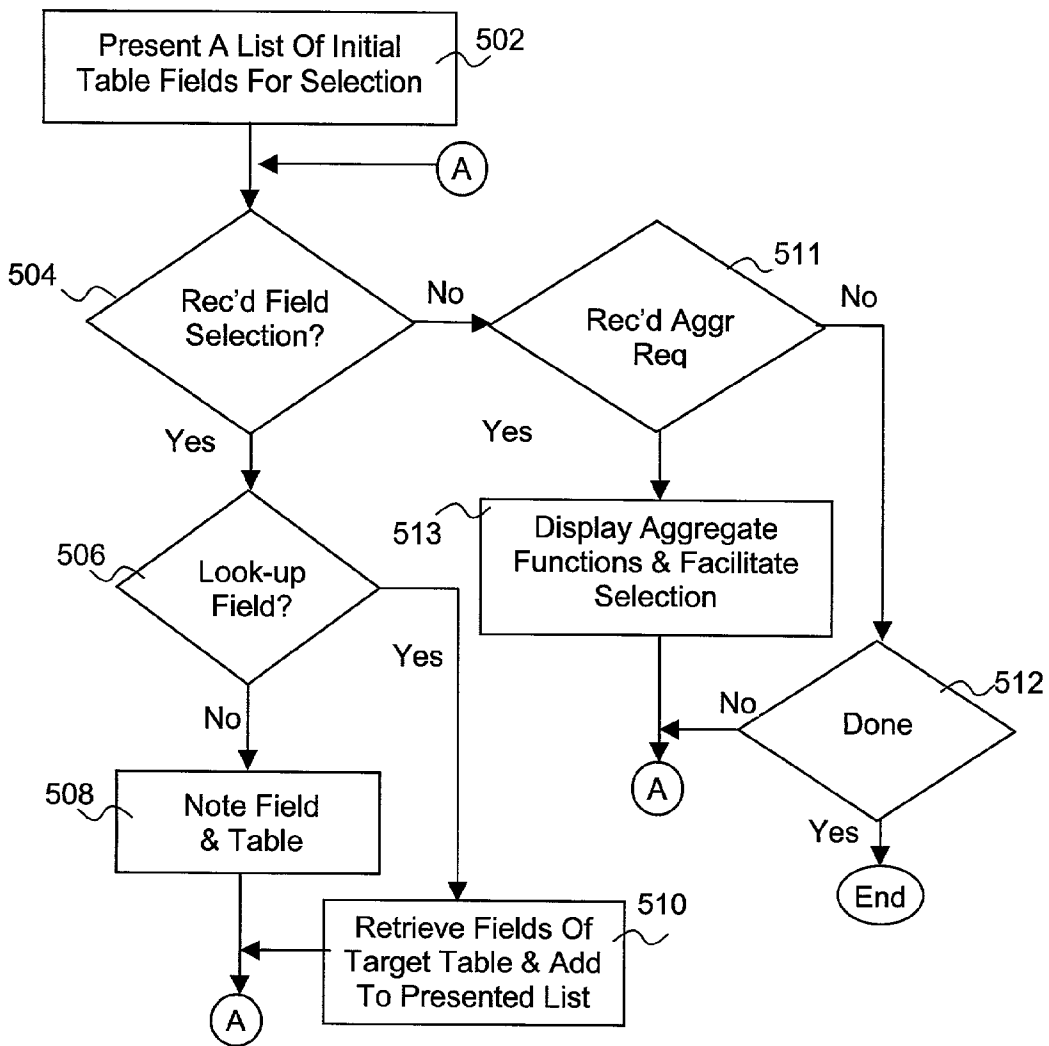 Present A List Of Initial
Table Fields For Selection
502
A
504
Rec'd Field
Selection?
No
511
Rec'd Aggr
Req
No
Yes
Yes
506
Look-up
Field?
513
Display Aggregate
Functions & Facilitate
Selection
Yes
No
No
512
Done
508
Note Field
& Table
A
Yes
End
510
Retrieve Fields Of
Target Table & Add
To Presented List
A